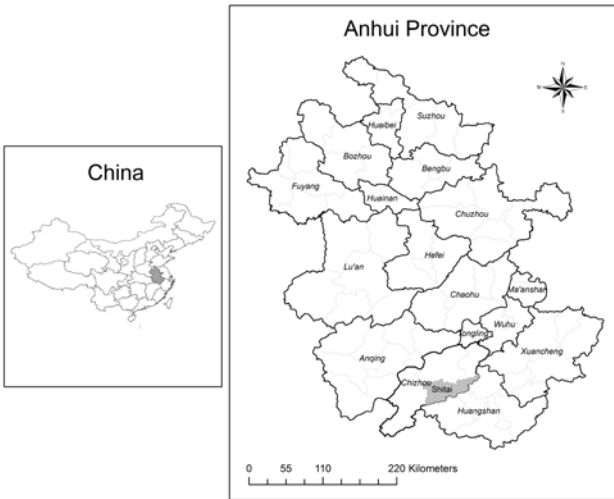 Anhui Province
China
N
W
E
S
Suzhou
Huaibei
Bozhou
Bengbu
Fuyang
Huainan
Chuzhou
Hefei
Lu'an
Chaohu
Ma'anshan
Wuhu
Tongling
Xuancheng
Anqing
Chizhou
Shitai
Huangshan
0 55 110 220 Kilometers